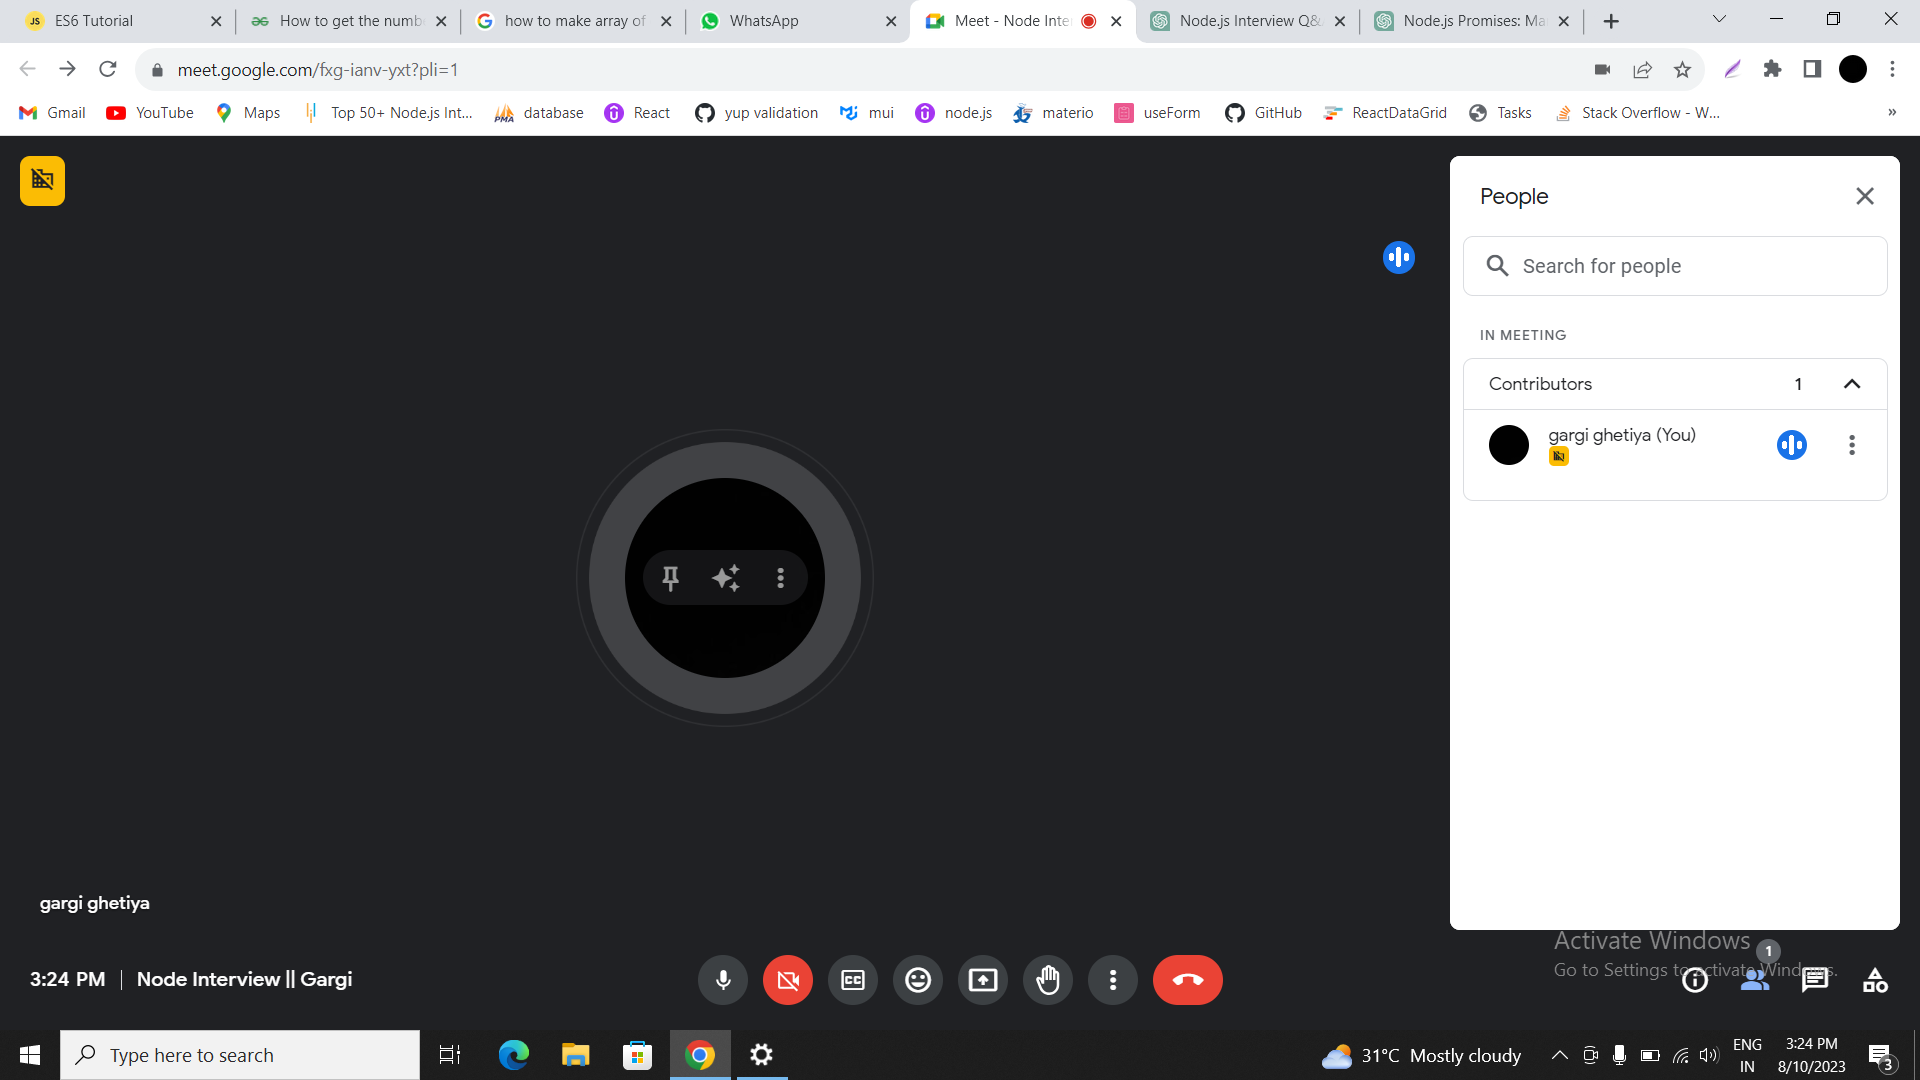 ES6 Tutorial
How to get the numbe
how to make array of
WhatsApp
Meet - Node Inte
Node.js Interview Q&
Node.js Promises: Ma
meet.google.com/fxg-ianv-yxt?pli=1
Gmail
YouTube
Maps
Top 50+ Node.js Int...
database
React
yup validation
mui
node.js
materio
useForm
GitHub
ReactDataGrid
Tasks
Stack Overflow - W...
»
People
Search for people
IN MEETING
Contributors
1
gargi ghetiya (You)
gargi ghetiya
Activate Windows
Go to Settings to activate Windows.
1
3:24 PM
Node Interview || Gargi
CC
Type here to search
31°C Mostly cloudy
ENG
IN
3:24 PM
8/10/2023
3